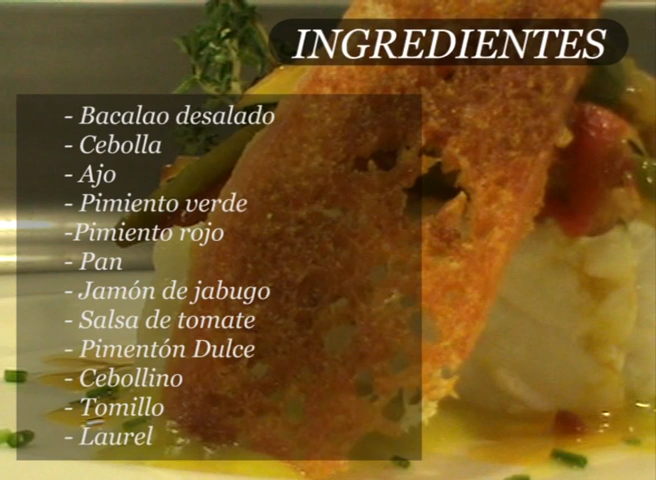 INGREDIENTES
- Bacalao desalado
- Cebolla
- Ajo
- Pimiento verde
-Pimiento rojo
- Pan
- Jamón de jabugo
- Salsa de tomate
- Pimentón Dulce
- Cebollino
- Tomillo
- Laurel